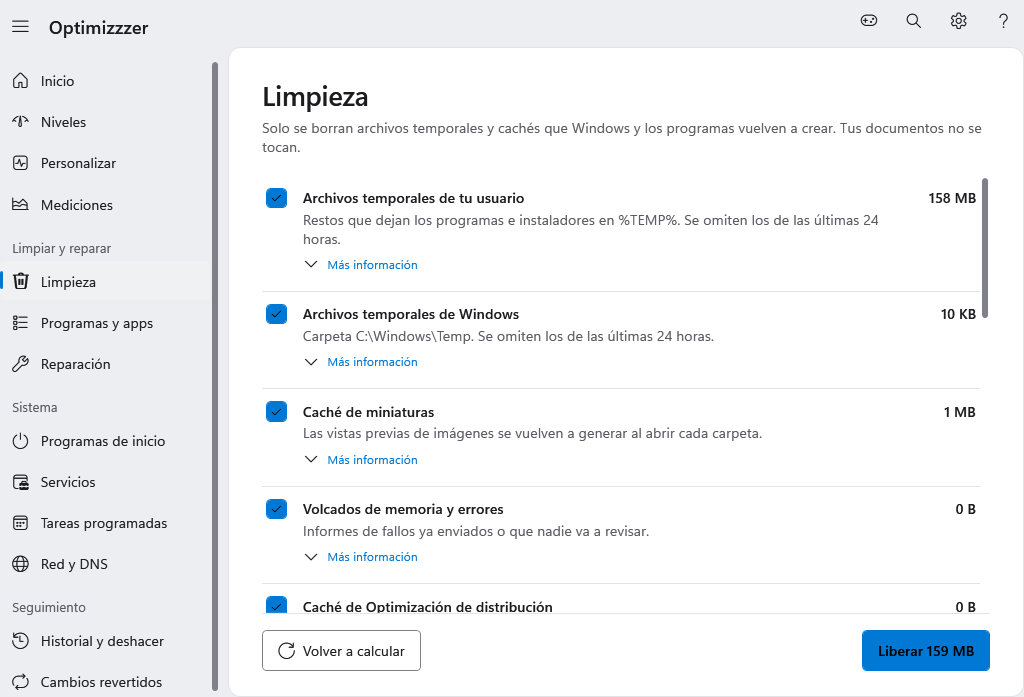 Optimizzzer
Inicio
Niveles
Personalizar
Mediciones
Limpiar y reparar
Limpieza
Programas y apps
Reparación
Sistema
Programas de inicio
Servicios
Tareas programadas
Red y DNS
Seguimiento
Historial y deshacer
Cambios revertidos
Limpieza
Solo se borran archivos temporales y cachés que Windows y los programas vuelven a crear. Tus documentos no se
tocan.
Archivos temporales de tu usuario 158 MB
Restos que dejan los programas e instaladores en %TEMP%. Se omiten los de las últimas 24
horas.
Más información
Archivos temporales de Windows 10 KB
Carpeta C:\Windows\Temp. Se omiten los de las últimas 24 horas.
Más información
Caché de miniaturas 1 MB
Las vistas previas de imágenes se vuelven a generar al abrir cada carpeta.
Más información
Volcados de memoria y errores 0 B
Informes de fallos ya enviados o que nadie va a revisar.
Más información
Caché de Optimización de distribución 0 B
Volver a calcular Liberar 159 MB